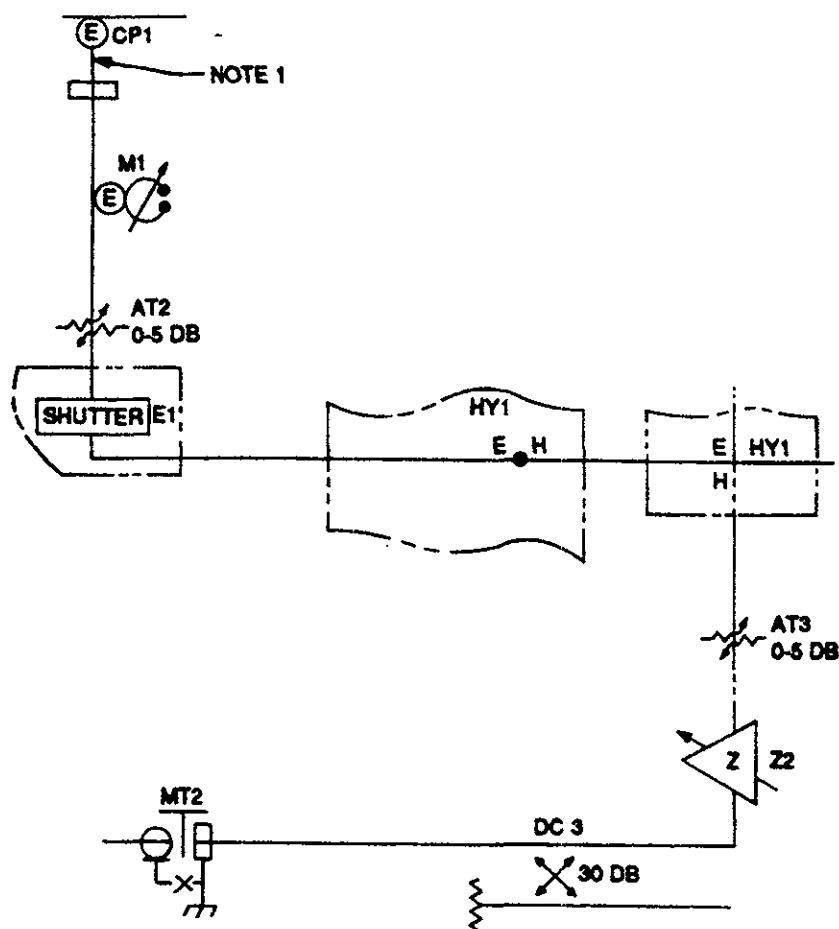 E CP1
NOTE 1
M1
E
AT2
0-5 DB
SHUTTER E1
HY1
E H
E HY1
H
AT3
0-5 DB
Z Z2
MT2
DC 3
30 DB